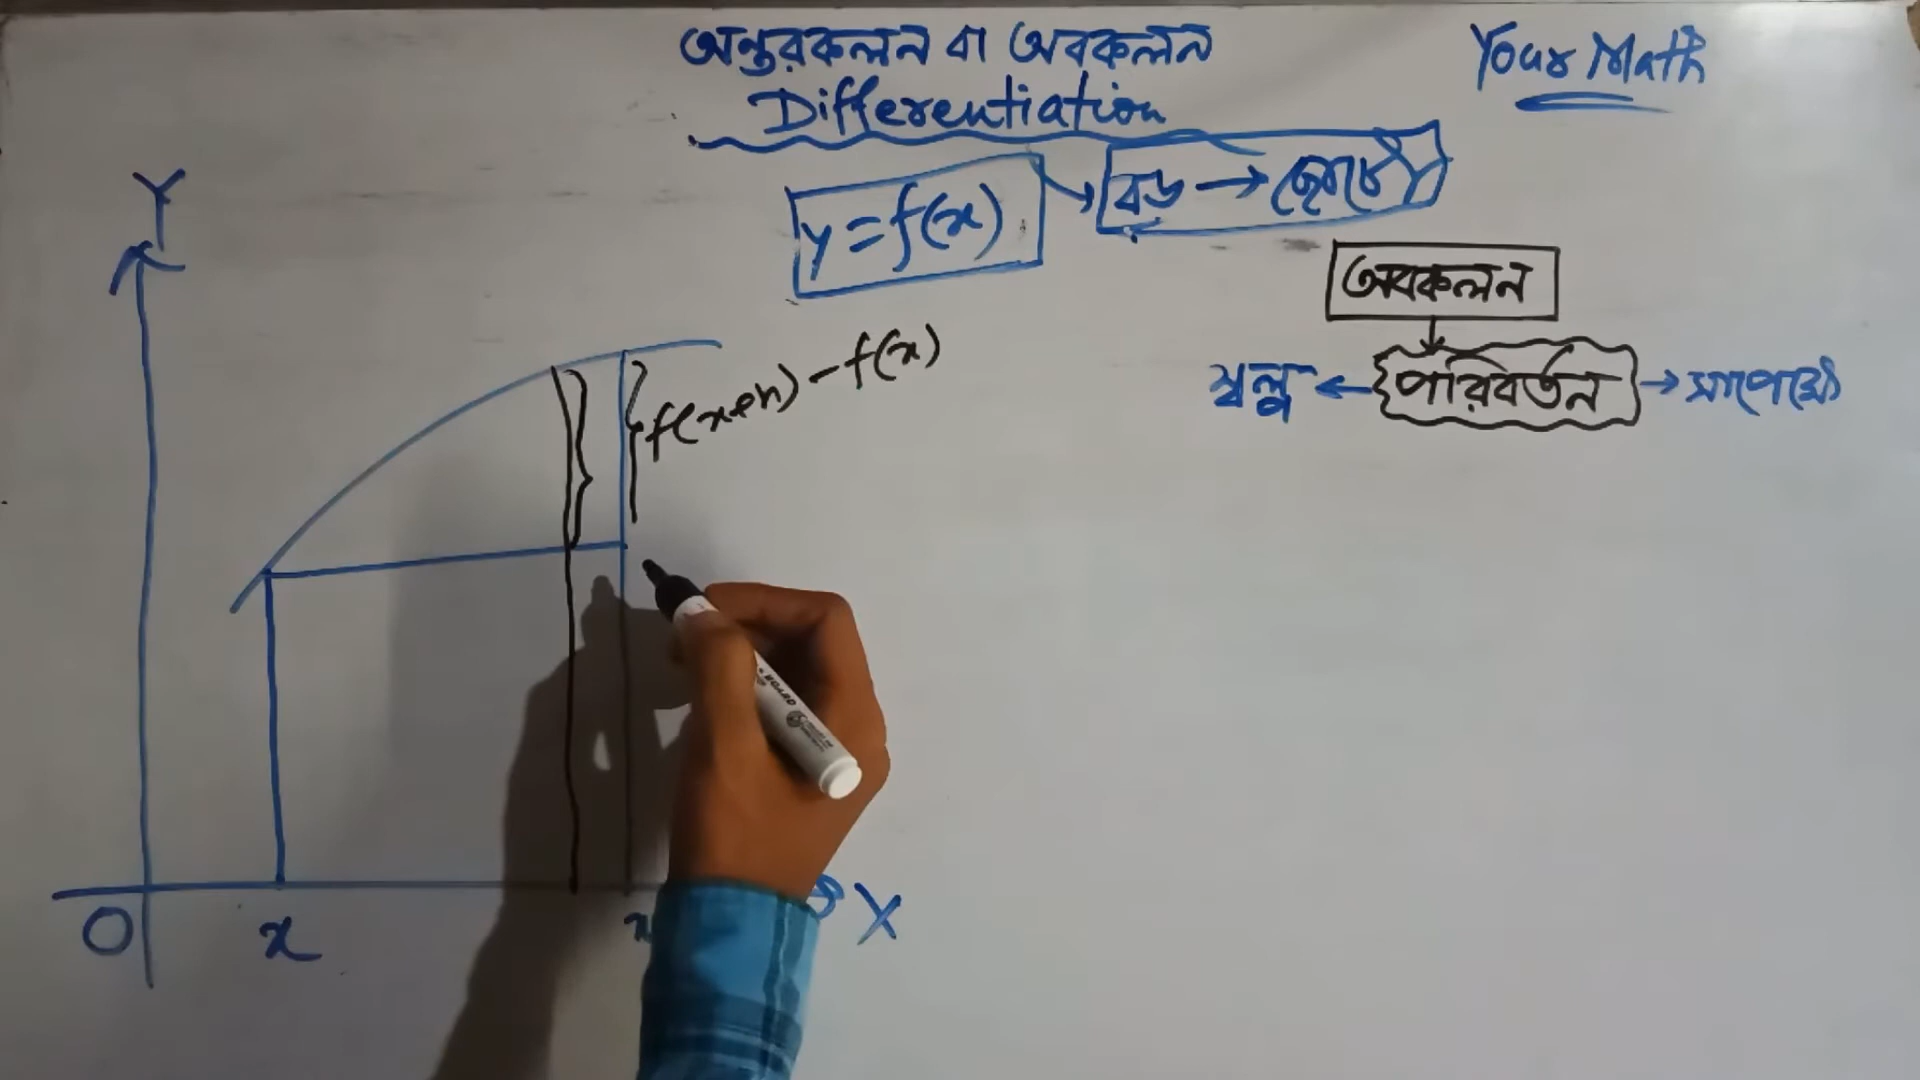 অন্তরকলন বা অবকলন
Differentiation
Your Math
y = f(x)
বড় → ছোট
অবকলন
স্বল্প ← পরিবর্তন → সাপেক্ষে
Y
f(x+h) - f(x)
O
x
x
X